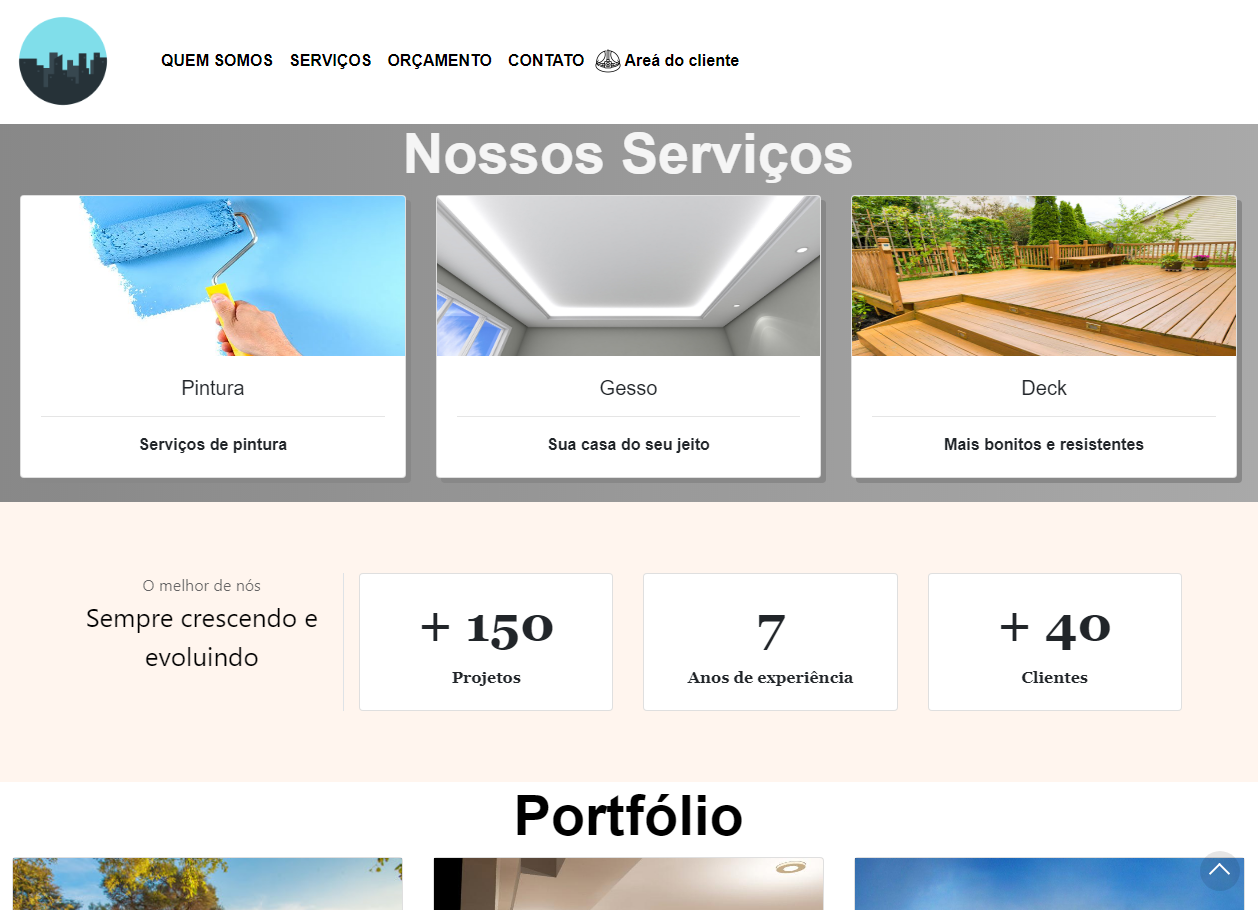 QUEM SOMOS SERVIÇOS ORÇAMENTO CONTATO Areá do cliente
Nossos Serviços
Pintura
Serviços de pintura
Gesso
Sua casa do seu jeito
Deck
Mais bonitos e resistentes
O melhor de nós
Sempre crescendo e
evoluindo
+ 150
Projetos
7
Anos de experiência
+ 40
Clientes
Portfólio